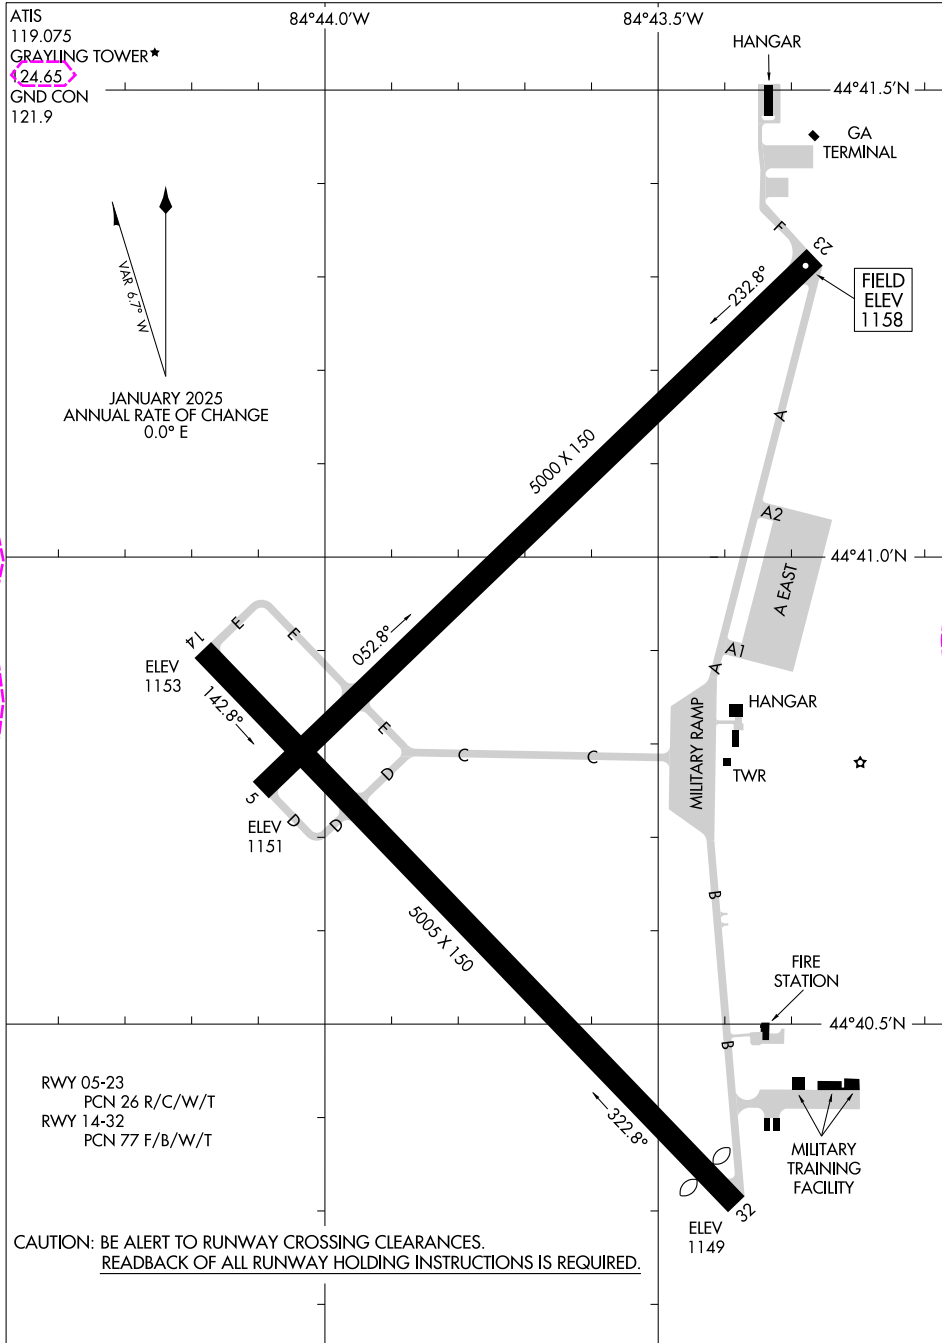 ATIS
119.075
GRAYLING TOWER★
124.65
GND CON
121.9
84°44.0'W
84°43.5'W
HANGAR
44°41.5'N
GA
TERMINAL
F
23
FIELD
ELEV
1158
VAR 6.7° W
JANUARY 2025
ANNUAL RATE OF CHANGE
0.0° E
232.8°
A
5000 X 150
A2
44°41.0'N
A EAST
E
E
14
052.8°
A1
A
ELEV
1153
142.8°
HANGAR
E
MILITARY RAMP
C
C
TWR
D
5
D
D
ELEV
1151
B
5005 X 150
FIRE
STATION
44°40.5'N
B
RWY 05-23
PCN 26 R/C/W/T
RWY 14-32
PCN 77 F/B/W/T
322.8°
MILITARY
TRAINING
FACILITY
32
ELEV
1149
CAUTION: BE ALERT TO RUNWAY CROSSING CLEARANCES.
READBACK OF ALL RUNWAY HOLDING INSTRUCTIONS IS REQUIRED.